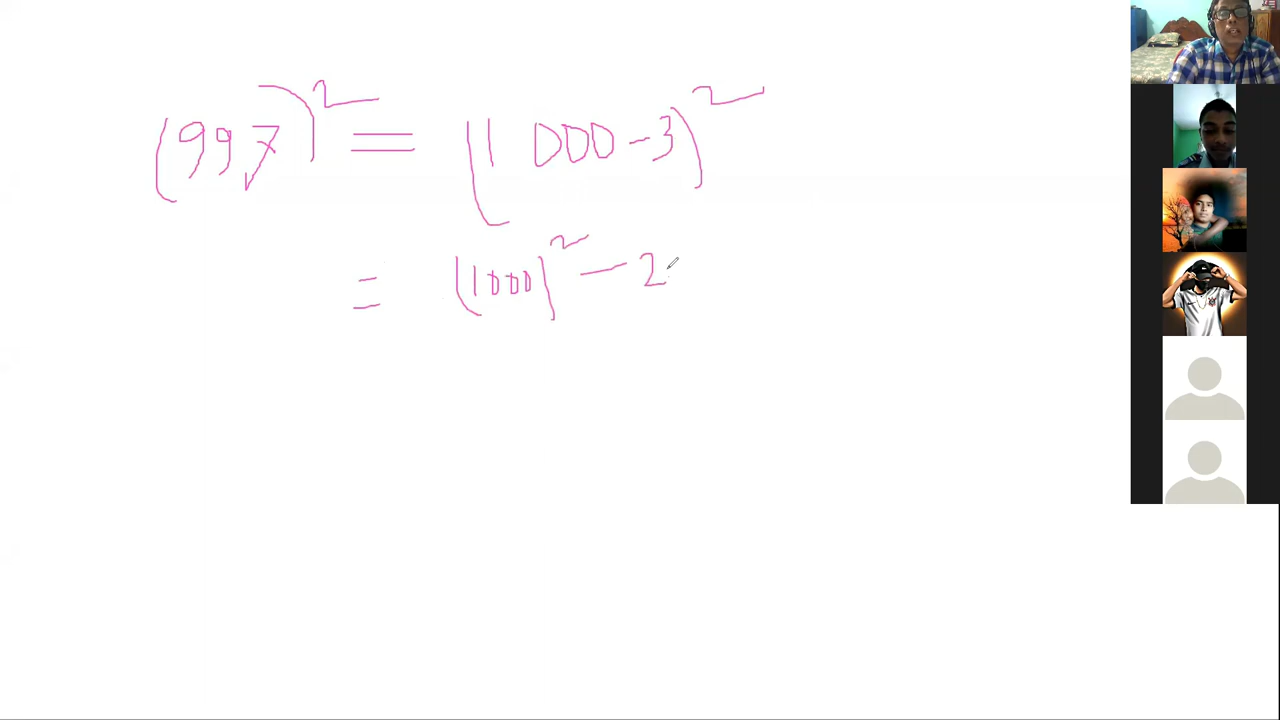 (997)² = (1000-3)²
= (1000)² - 2